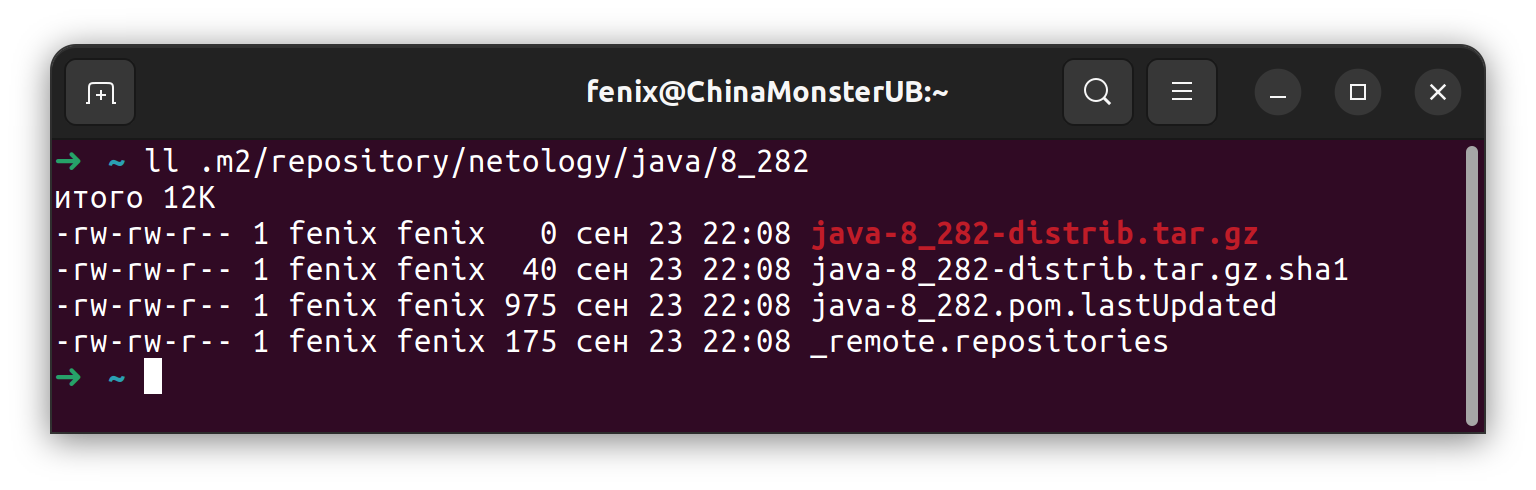 fenix@ChinaMonsterUB:~
➜ ~ ll .m2/repository/netology/java/8_282
итого 12K
-rw-rw-r-- 1 fenix fenix   0 сен 23 22:08 java-8_282-distrib.tar.gz
-rw-rw-r-- 1 fenix fenix  40 сен 23 22:08 java-8_282-distrib.tar.gz.sha1
-rw-rw-r-- 1 fenix fenix 975 сен 23 22:08 java-8_282.pom.lastUpdated
-rw-rw-r-- 1 fenix fenix 175 сен 23 22:08 _remote.repositories
➜ ~